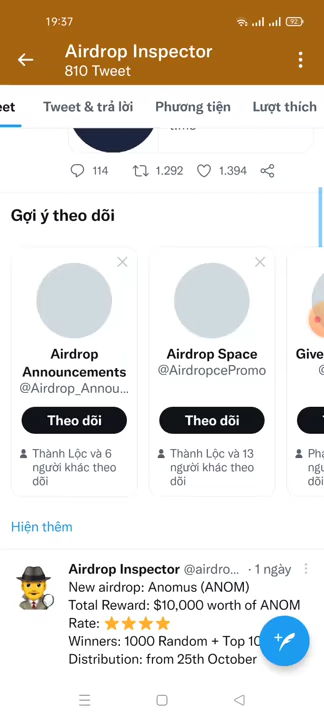 19:37
92
Airdrop Inspector
810 Tweet
Tweet & trả lời
Phương tiện
Lượt thích
114
1.292
1.394
Gợi ý theo dõi
Airdrop
Announcements
@Airdrop_Annou...
Theo dõi
Thành Lộc và 6
người khác theo
dõi
Airdrop Space
@AirdropcePromo
Theo dõi
Thành Lộc và 13
người khác theo
dõi
Give
Hiện thêm
Airdrop Inspector @airdro... · 1 ngày
New airdrop: Anomus (ANOM)
Total Reward: $10,000 worth of ANOM
Rate: ⭐⭐⭐⭐
Winners: 1000 Random + Top
Distribution: from 25th October